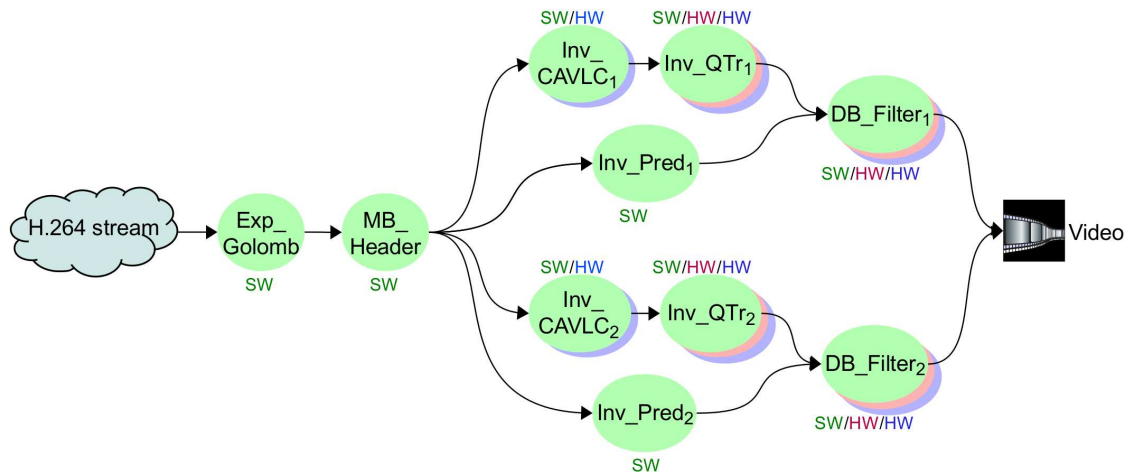 SW/HW
SW/HW/HW
Inv_
CAVLC1
Inv_QTr1
DB_Filter1
SW/HW/HW
Inv_Pred1
SW
H.264 stream
Exp_
Golomb
SW
MB_
Header
SW
Video
SW/HW
SW/HW/HW
Inv_
CAVLC2
Inv_QTr2
DB_Filter2
SW/HW/HW
Inv_Pred2
SW